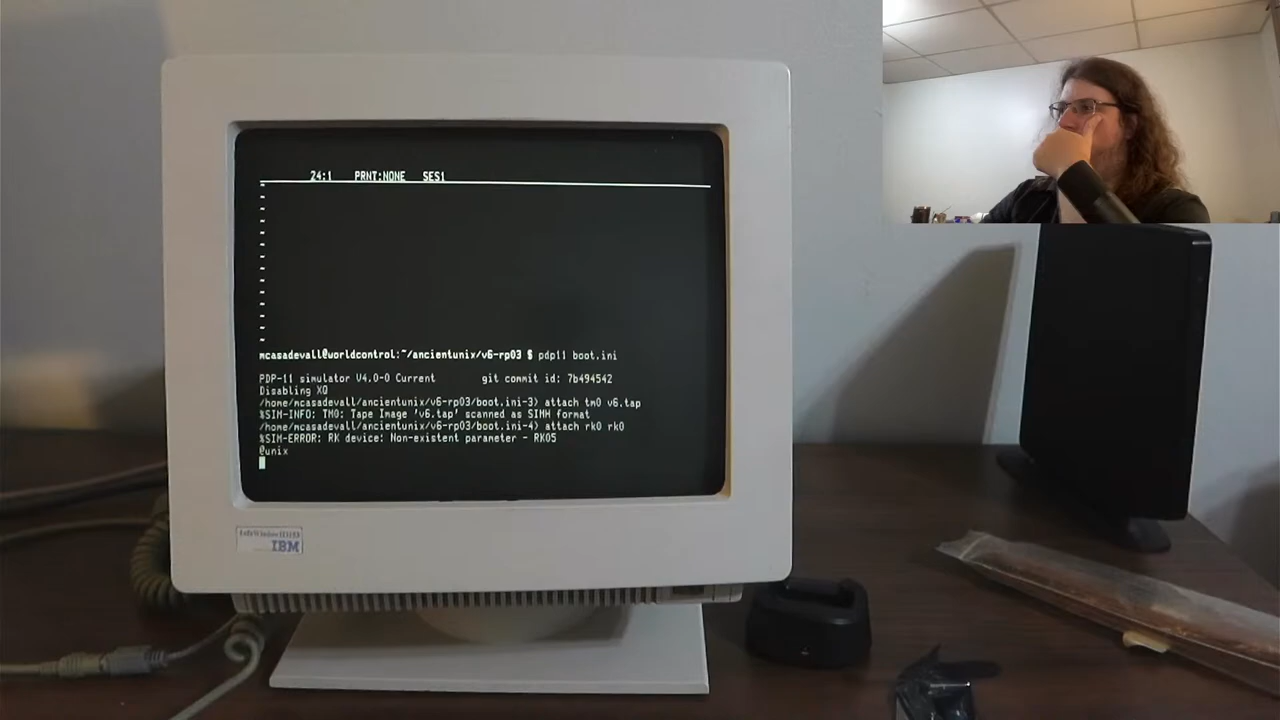 24:1 PRNT:NONE SES1
~
~
~
~
~
~
~
~
~
~
~
~
~
~
mcasadevall@worldcontrol:~/ancientunix/v6-rp03 $ pdp11 boot.ini
PDP-11 simulator V4.0-0 Current git commit id: 7b494542
Disabling XQ
/home/mcasadevall/ancientunix/v6-rp03/boot.ini-3> attach tm0 v6.tap
%SIM-INFO: TM0: Tape Image 'v6.tap' scanned as SIMH format
/home/mcasadevall/ancientunix/v6-rp03/boot.ini-4> attach rk0 rk0
%SIM-ERROR: RK device: Non-existent parameter - RK05
@unix
IBM